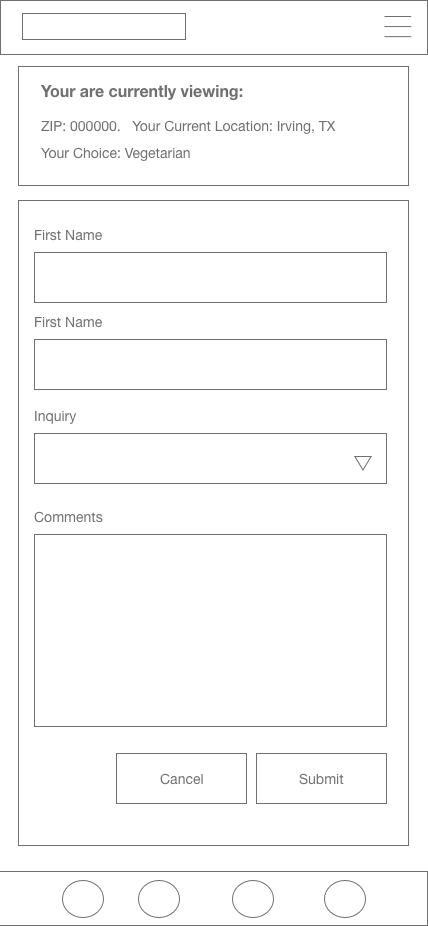 Your are currently viewing:
ZIP: 000000.   Your Current Location: Irving, TX
Your Choice: Vegetarian
First Name
First Name
Inquiry
Comments
Cancel
Submit